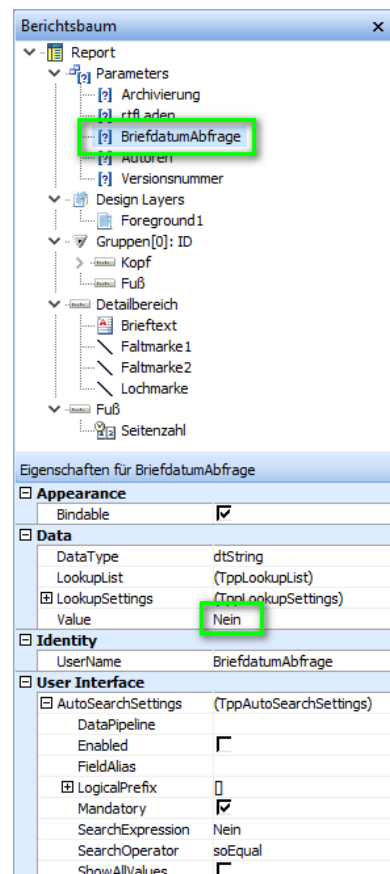 Berichtsbaum x
Report
Parameters
[?] Archivierung
[?] rtfLaden
[?] BriefdatumAbfrage
[?] Autoren
[?] Versionsnummer
Design Layers
Foreground1
Gruppen[0]: ID
Kopf
Fuß
Detailbereich
Brieftext
Faltmarke1
Faltmarke2
Lochmarke
Fuß
Seitenzahl
Eigenschaften für BriefdatumAbfrage
Appearance
Bindable
Data
DataType dtString
LookupList (TppLookupList)
LookupSettings (TppLookupSettings)
Value Nein
Identity
UserName BriefdatumAbfrage
User Interface
AutoSearchSettings (TppAutoSearchSettings)
DataPipeline
Enabled
FieldAlias
LogicalPrefix []
Mandatory
SearchExpression Nein
SearchOperator soEqual
ShowAllValues